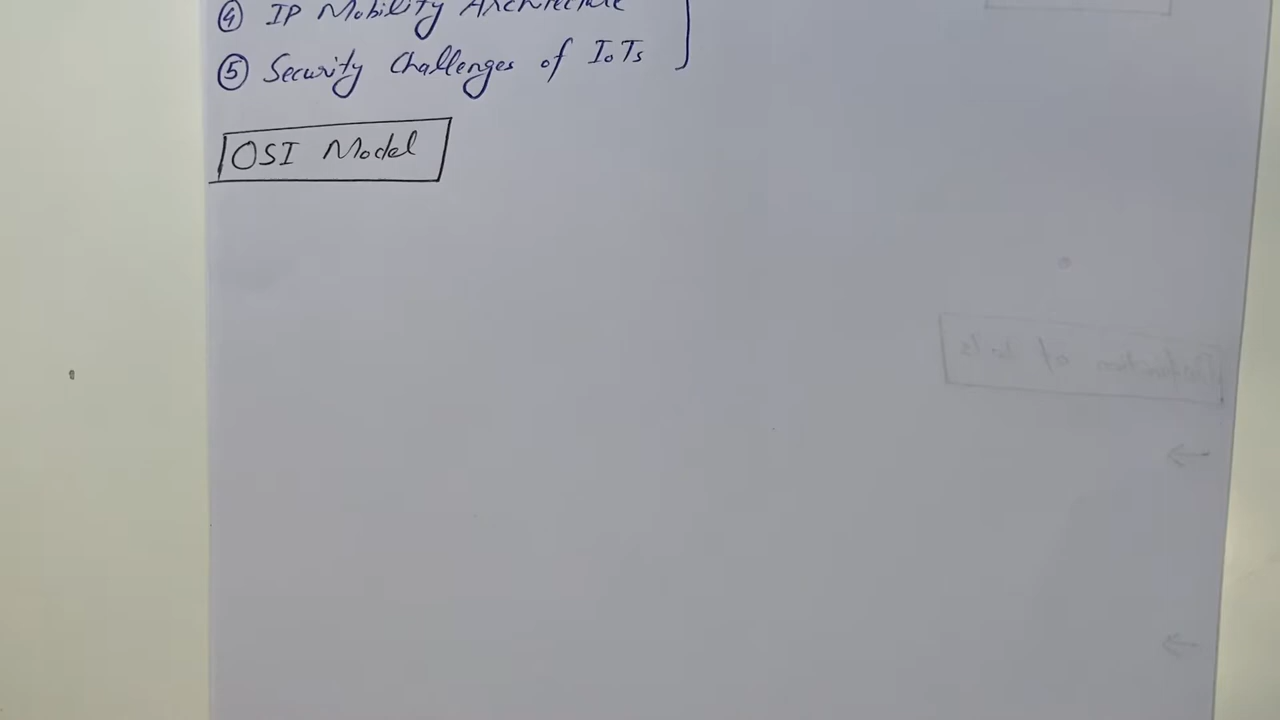 ④ IP Mobility Architecture
⑤ Security Challenges of IoTs
OSI Model